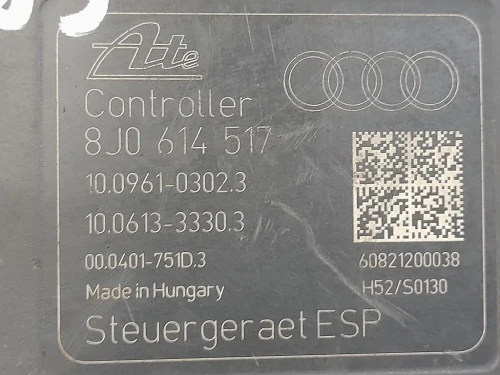 Ate
Controller
8J0 614 517
10.0961-0302.3
10.0613-3330.3
00.0401-751D.3
60821200038
Made in Hungary
H52/S0130
Steuergeraet ESP